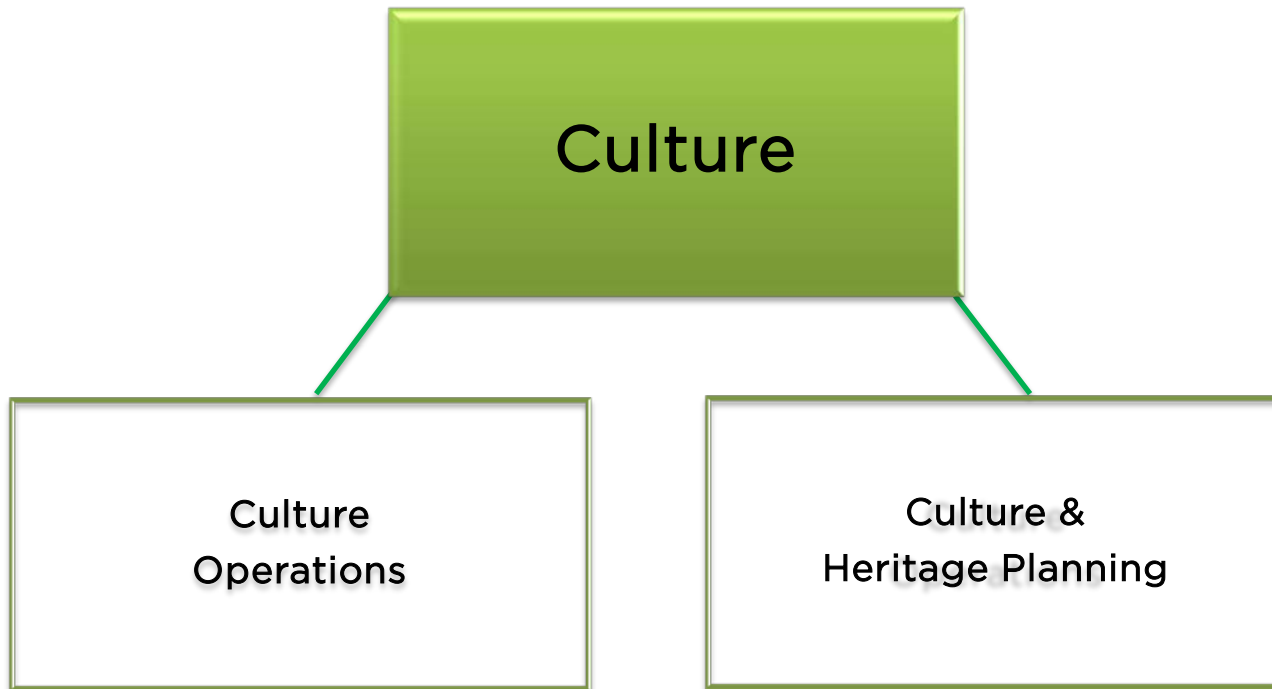 Culture
Culture
Operations
Culture &
Heritage Planning